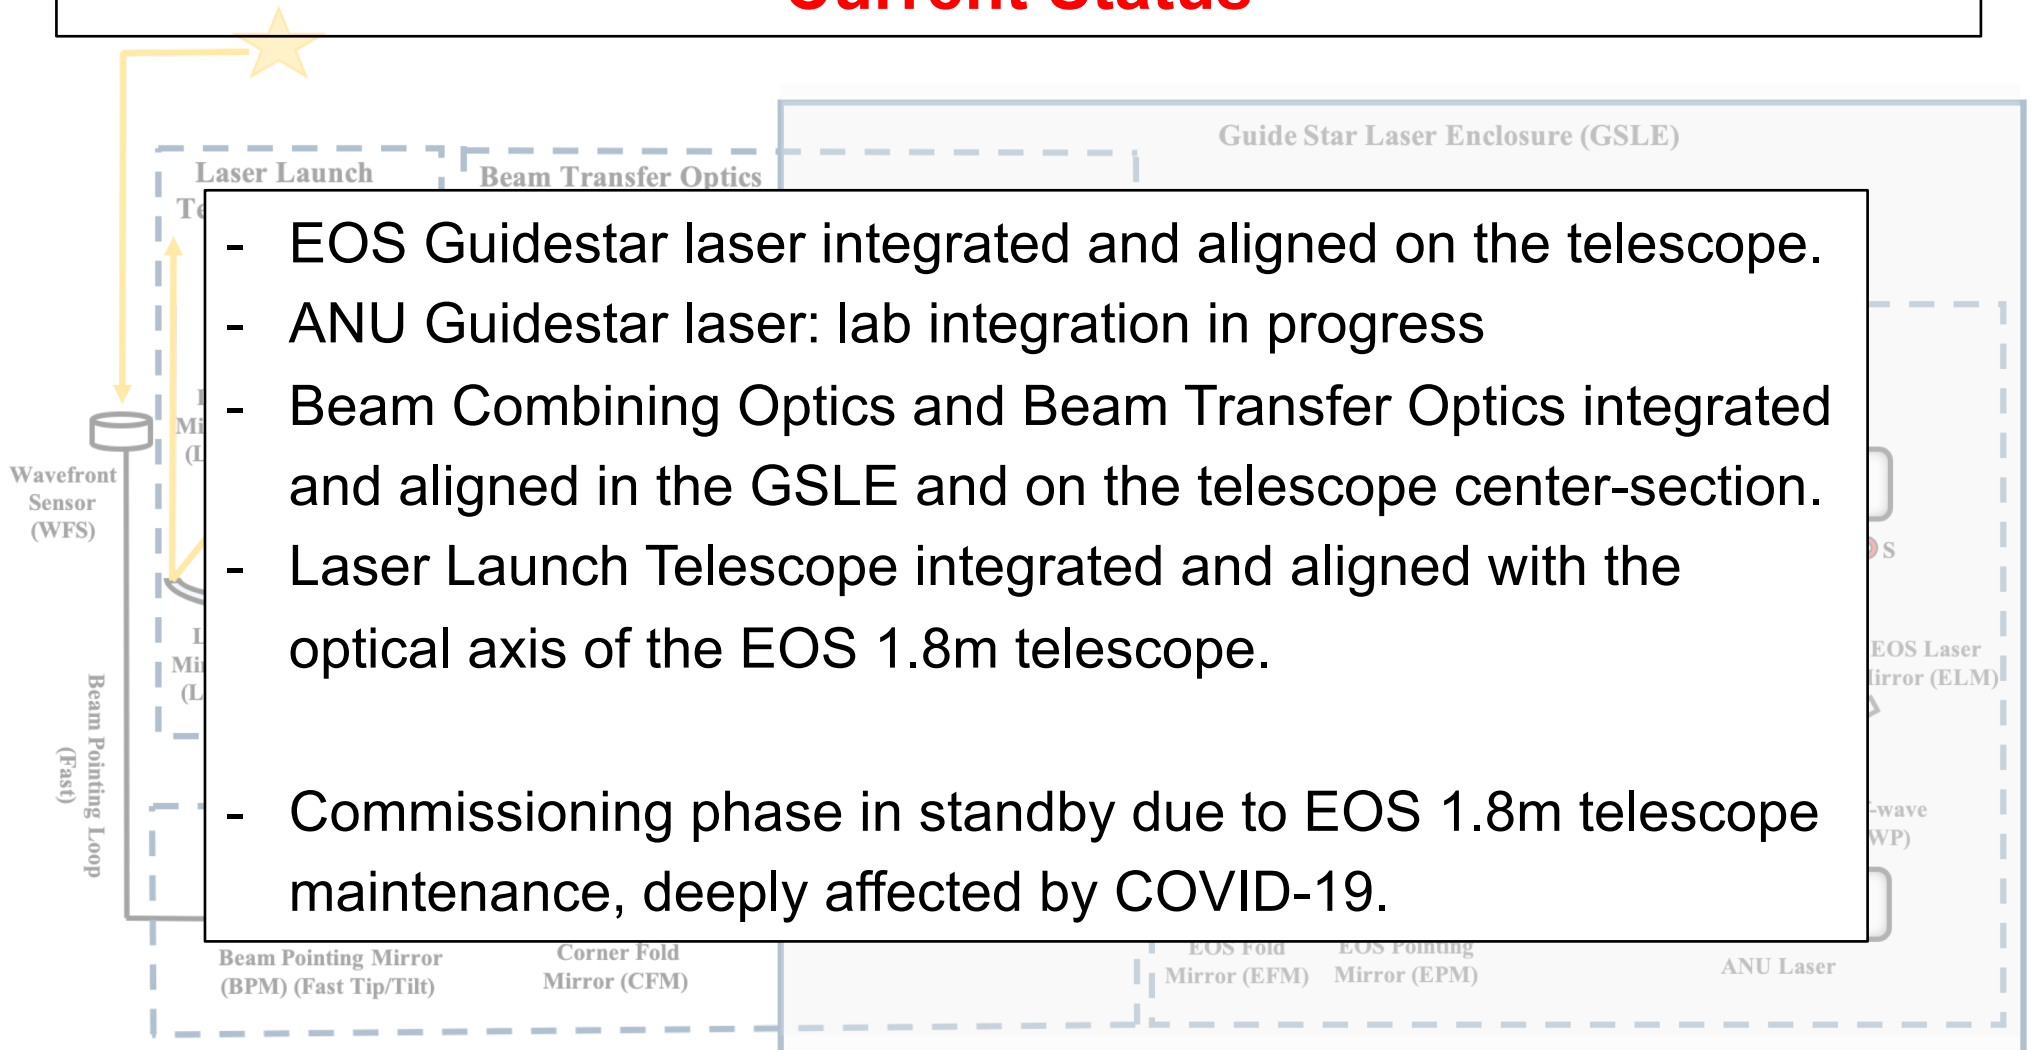 Current Status
Guide Star Laser Enclosure (GSLE)
Laser Launch
Beam Transfer Optics
- EOS Guidestar laser integrated and aligned on the telescope.
- ANU Guidestar laser: lab integration in progress
- Beam Combining Optics and Beam Transfer Optics integrated
and aligned in the GSLE and on the telescope center-section.
- Laser Launch Telescope integrated and aligned with the
optical axis of the EOS 1.8m telescope.
- Commissioning phase in standby due to EOS 1.8m telescope
maintenance, deeply affected by COVID-19.
Wavefront
Sensor
(WFS)
Beam Pointing Loop
(Fast)
S
EOS Laser
(ELM)
Beam Pointing Mirror
(BPM) (Fast Tip/Tilt)
Corner Fold
Mirror (CFM)
EOS Fold
Mirror (EFM)
EOS Pointing
Mirror (EPM)
ANU Laser